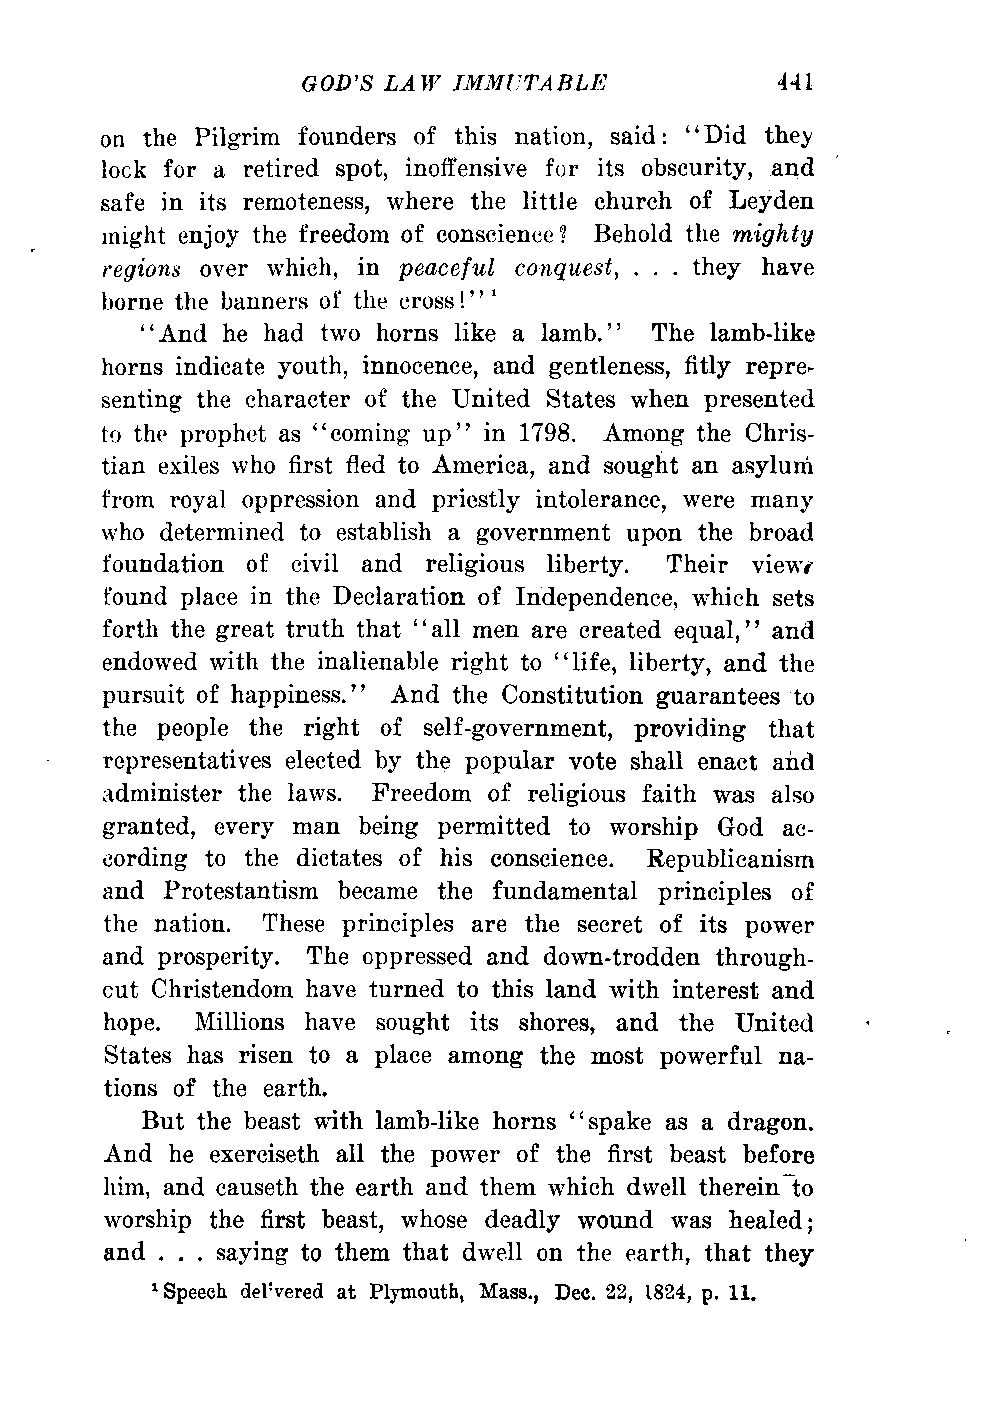 GOD'S LAW IMMUTABLE 441
on the Pilgrim founders of this nation, said: "Did they
look for a retired spot, inoffensive for its obscurity, and
safe in its remoteness, where the little church of Leyden
might enjoy the freedom of conscience? Behold the mighty
regions over which, in peaceful conquest, . . . they have
borne the banners of the cross!" ¹
"And he had two horns like a lamb." The lamb-like
horns indicate youth, innocence, and gentleness, fitly repre-
senting the character of the United States when presented
to the prophet as "coming up" in 1798. Among the Chris-
tian exiles who first fled to America, and sought an asylum
from royal oppression and priestly intolerance, were many
who determined to establish a government upon the broad
foundation of civil and religious liberty. Their views
found place in the Declaration of Independence, which sets
forth the great truth that "all men are created equal," and
endowed with the inalienable right to "life, liberty, and the
pursuit of happiness." And the Constitution guarantees to
the people the right of self-government, providing that
representatives elected by the popular vote shall enact and
administer the laws. Freedom of religious faith was also
granted, every man being permitted to worship God ac-
cording to the dictates of his conscience. Republicanism
and Protestantism became the fundamental principles of
the nation. These principles are the secret of its power
and prosperity. The oppressed and down-trodden through-
out Christendom have turned to this land with interest and
hope. Millions have sought its shores, and the United
States has risen to a place among the most powerful na-
tions of the earth.
But the beast with lamb-like horns "spake as a dragon.
And he exerciseth all the power of the first beast before
him, and causeth the earth and them which dwell therein to
worship the first beast, whose deadly wound was healed;
and . . . saying to them that dwell on the earth, that they
¹ Speech delivered at Plymouth, Mass., Dec. 22, 1824, p. 11.